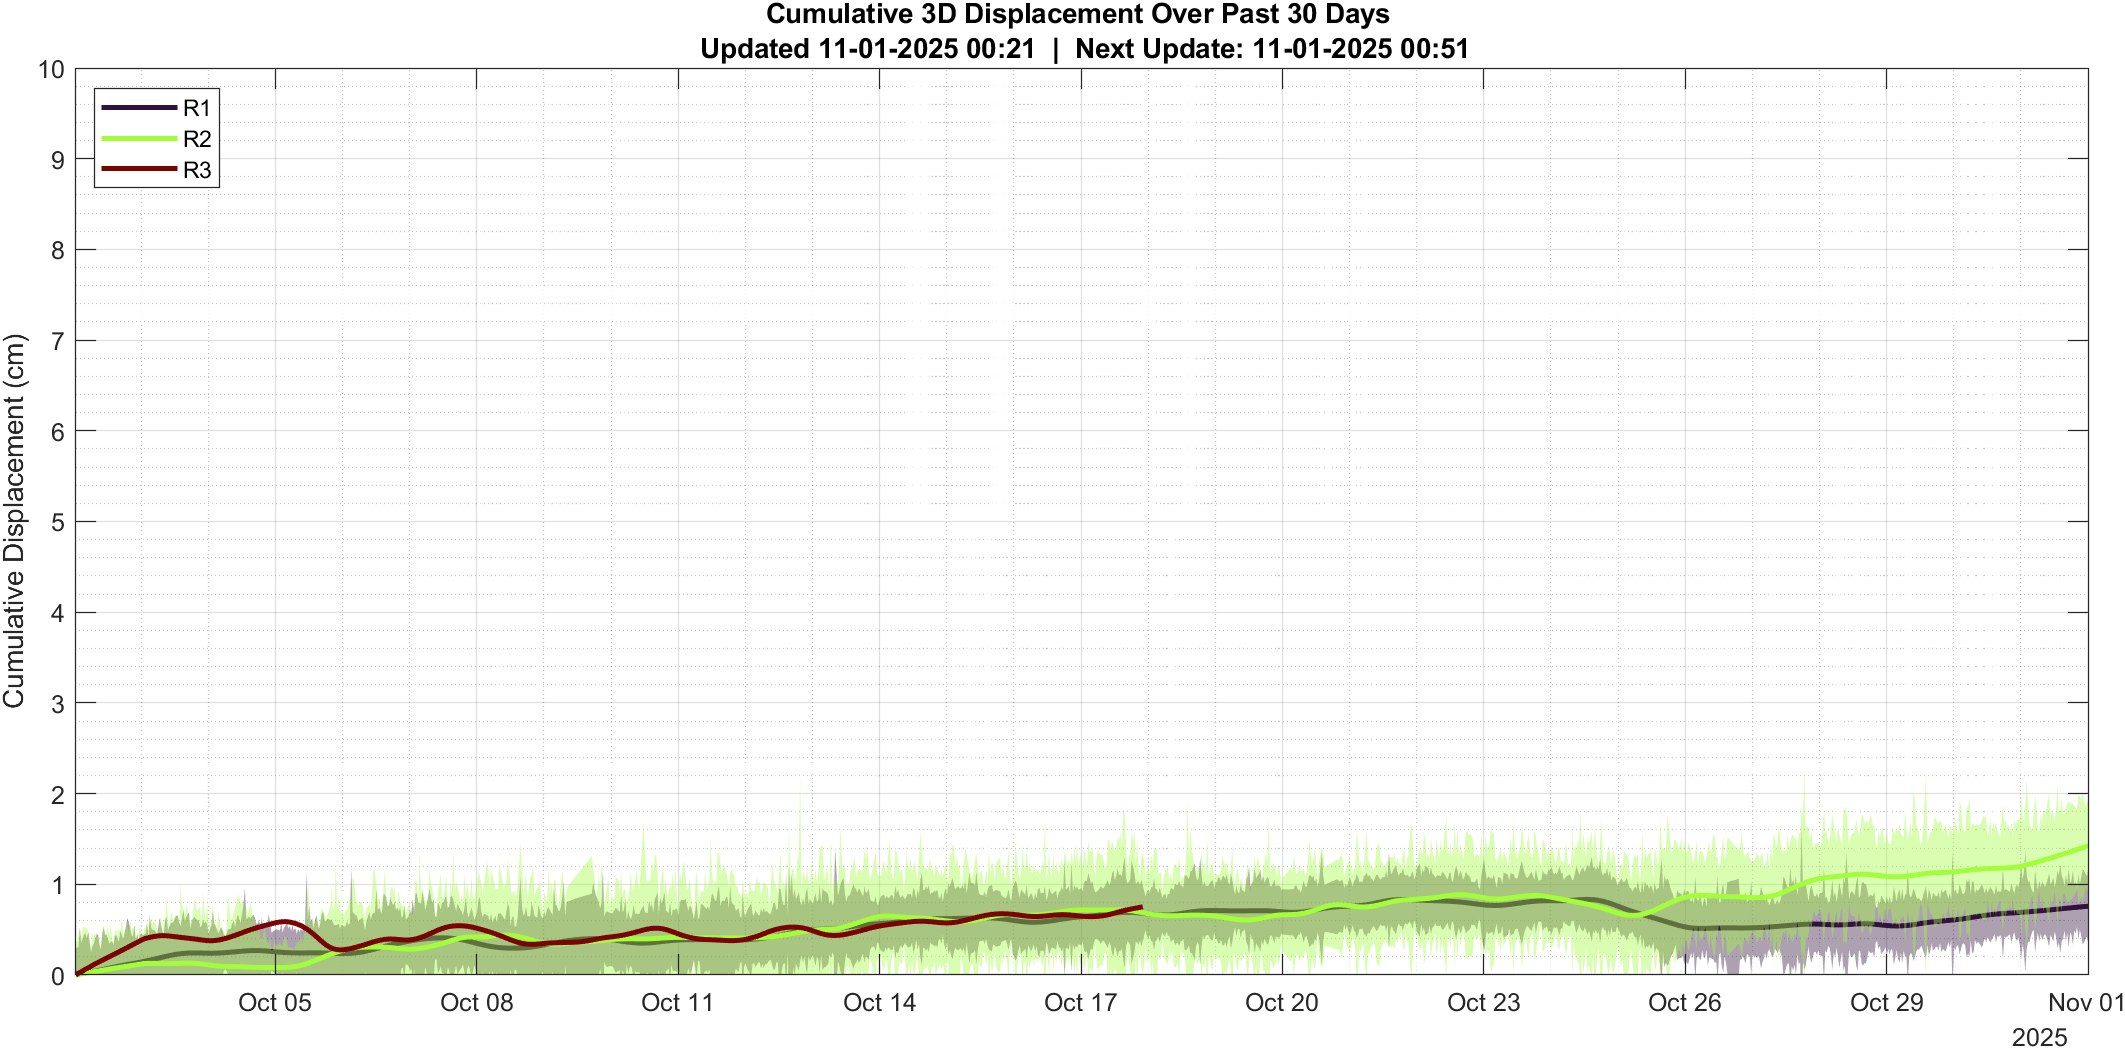 Cumulative 3D Displacement Over Past 30 Days
Updated 11-01-2025 00:21 | Next Update: 11-01-2025 00:51
R1
R2
R3
Cumulative Displacement (cm)
10
9
8
7
6
5
4
3
2
1
0
Oct 05 Oct 08 Oct 11 Oct 14 Oct 17 Oct 20 Oct 23 Oct 26 Oct 29 Nov 01
2025